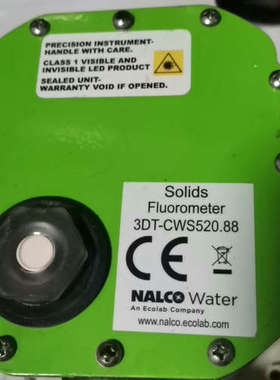 PRECISION INSTRUMENT-
HANDLE WITH CARE.
CLASS 1 VISIBLE AND
INVISIBLE LED PRODUCT
SEALED UNIT-
WARRANTY VOID IF OPENED.
Solids
Fluorometer
3DT-CWS520.88
CE
NALCO Water
An Ecolab Company
www.nalco.ecolab.com